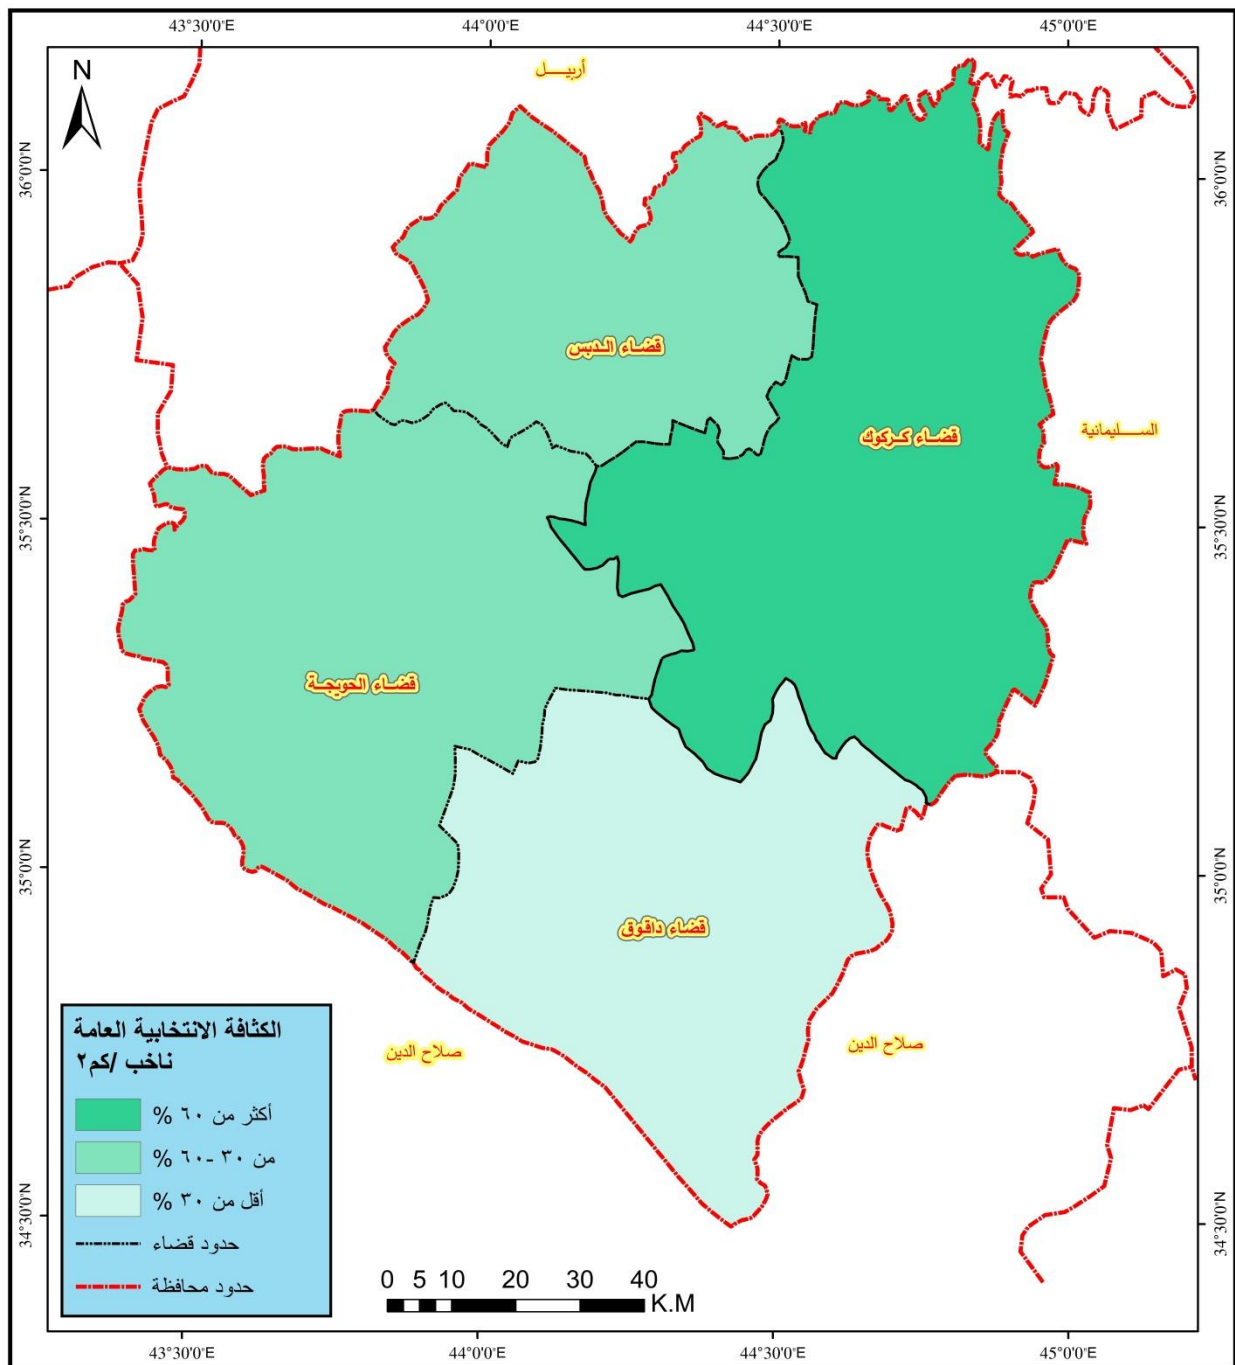 43°30'0"E 44°0'0"E 44°30'0"E 45°0'0"E
N
أربيـــل
36°0'0"N
36°0'0"N
قضاء الدبس
قضاء كركوك
السـليمانية
35°30'0"N
35°30'0"N
قضاء الحويجة
35°0'0"N
35°0'0"N
قضاء داقوق
صلاح الدين
صلاح الدين
الكثافة الانتخابية العامة
ناخب /كم٢
أكثر من ٦٠ %
من ٣٠ -٦٠ %
أقل من ٣٠ %
حدود قضاء
حدود محافظة
34°30'0"N
34°30'0"N
0 5 10 20 30 40
K.M
43°30'0"E 44°0'0"E 44°30'0"E 45°0'0"E